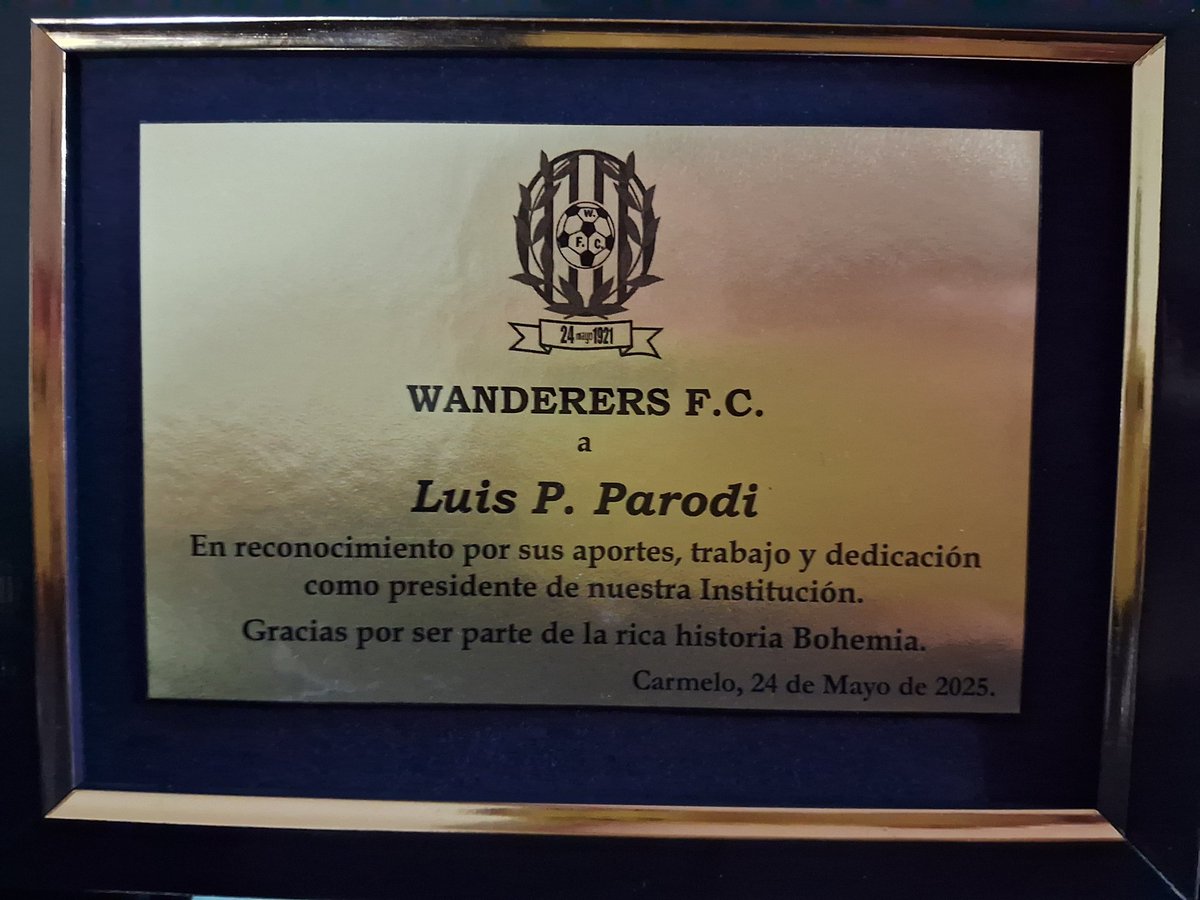 W.
F. C.
24 mayo 1921
WANDERERS F.C.
a
Luis P. Parodi
En reconocimiento por sus aportes, trabajo y dedicación
como presidente de nuestra Institución.
Gracias por ser parte de la rica historia Bohemia.
Carmelo, 24 de Mayo de 2025.